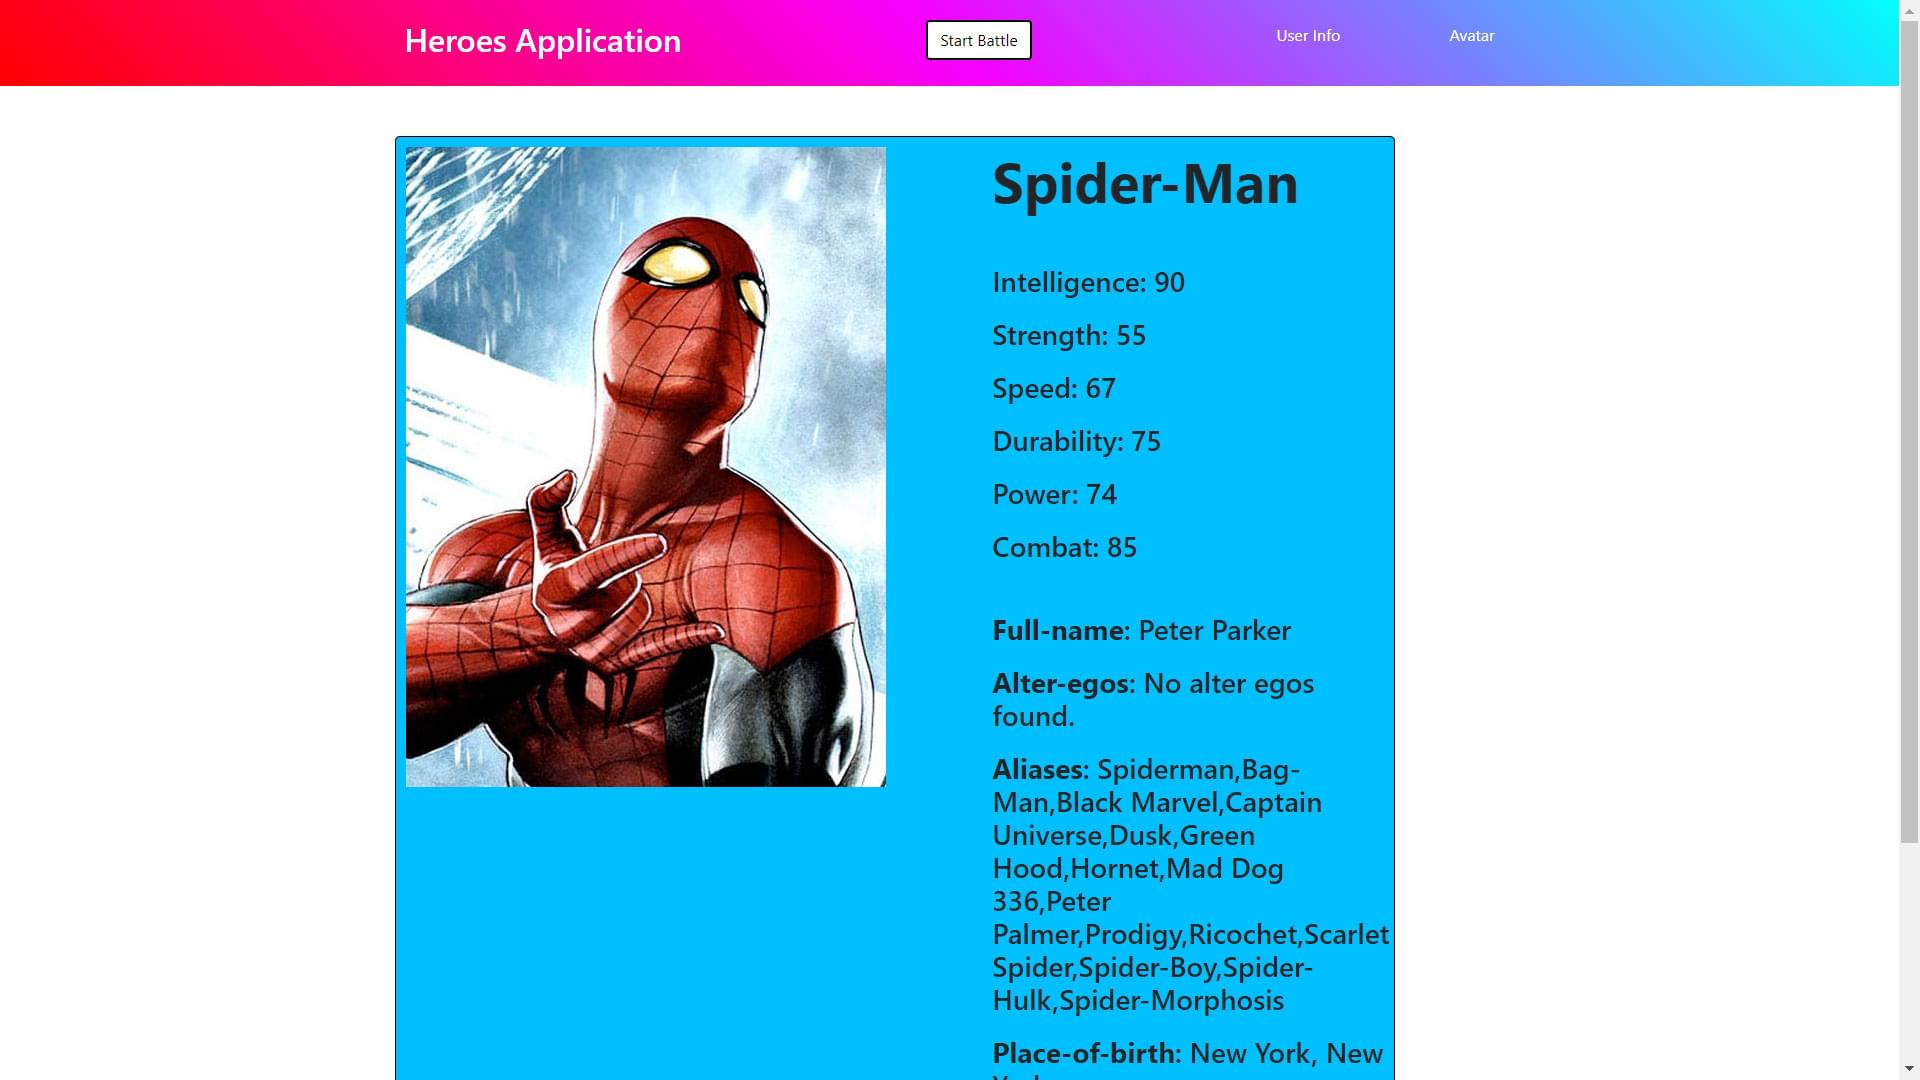 Heroes Application
Start Battle
User Info
Avatar
Spider-Man
Intelligence: 90
Strength: 55
Speed: 67
Durability: 75
Power: 74
Combat: 85
Full-name: Peter Parker
Alter-egos: No alter egos
found.
Aliases: Spiderman,Bag-
Man,Black Marvel,Captain
Universe,Dusk,Green
Hood,Hornet,Mad Dog
336,Peter
Palmer,Prodigy,Ricochet,Scarlet
Spider,Spider-Boy,Spider-
Hulk,Spider-Morphosis
Place-of-birth: New York, New